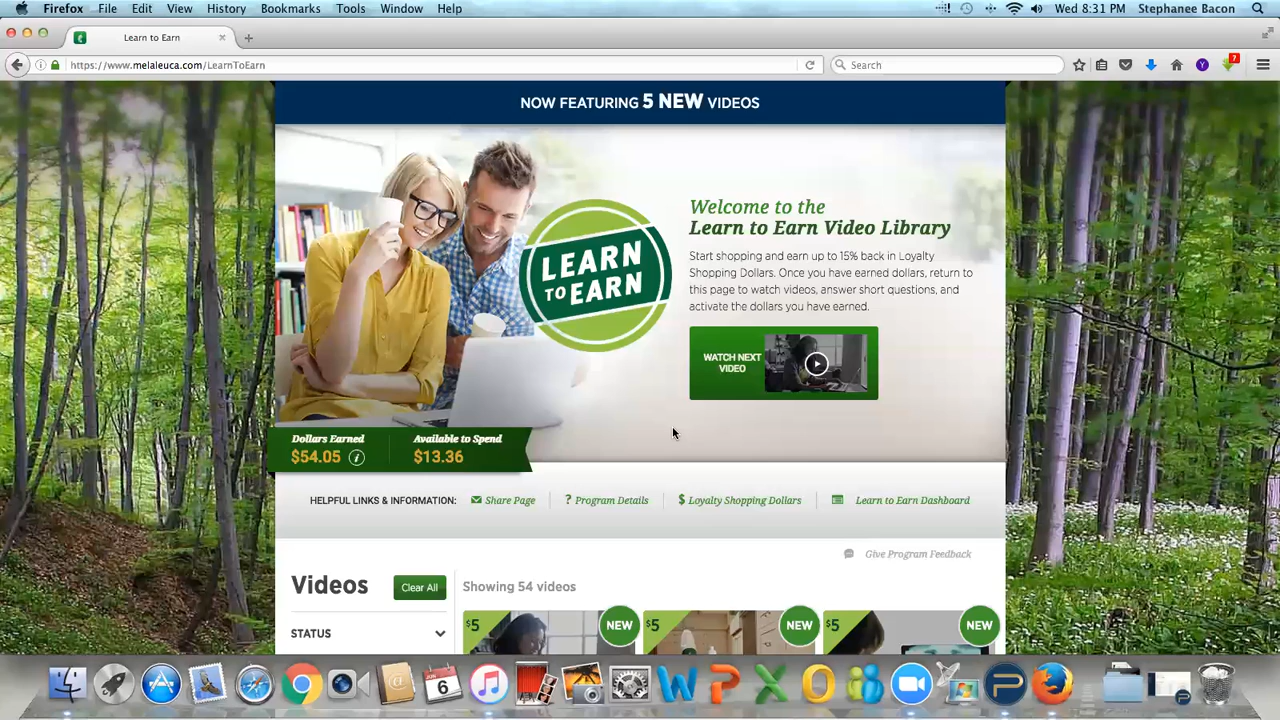 Firefox File Edit View History Bookmarks Tools Window Help Wed 8:31 PM Stephanee Bacon
Learn to Earn
https://www.melaleuca.com/LearnToEarn
Search
7
NOW FEATURING 5 NEW VIDEOS
LEARN
TO EARN
Welcome to the
Learn to Earn Video Library
Start shopping and earn up to 15% back in Loyalty
Shopping Dollars. Once you have earned dollars, return to
this page to watch videos, answer short questions, and
activate the dollars you have earned.
WATCH NEXT
VIDEO
Dollars Earned Available to Spend
$54.05 i $13.36
HELPFUL LINKS & INFORMATION: Share Page ? Program Details $ Loyalty Shopping Dollars Learn to Earn Dashboard
Give Program Feedback
Videos Clear All Showing 54 videos
$5 NEW $5 NEW $5 NEW
STATUS
6